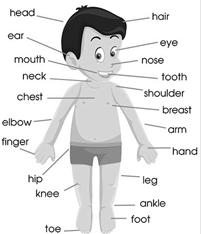 head
hair
ear
eye
mouth
nose
neck
tooth
chest
shoulder
breast
elbow
arm
finger
hand
hip
leg
knee
ankle
foot
toe